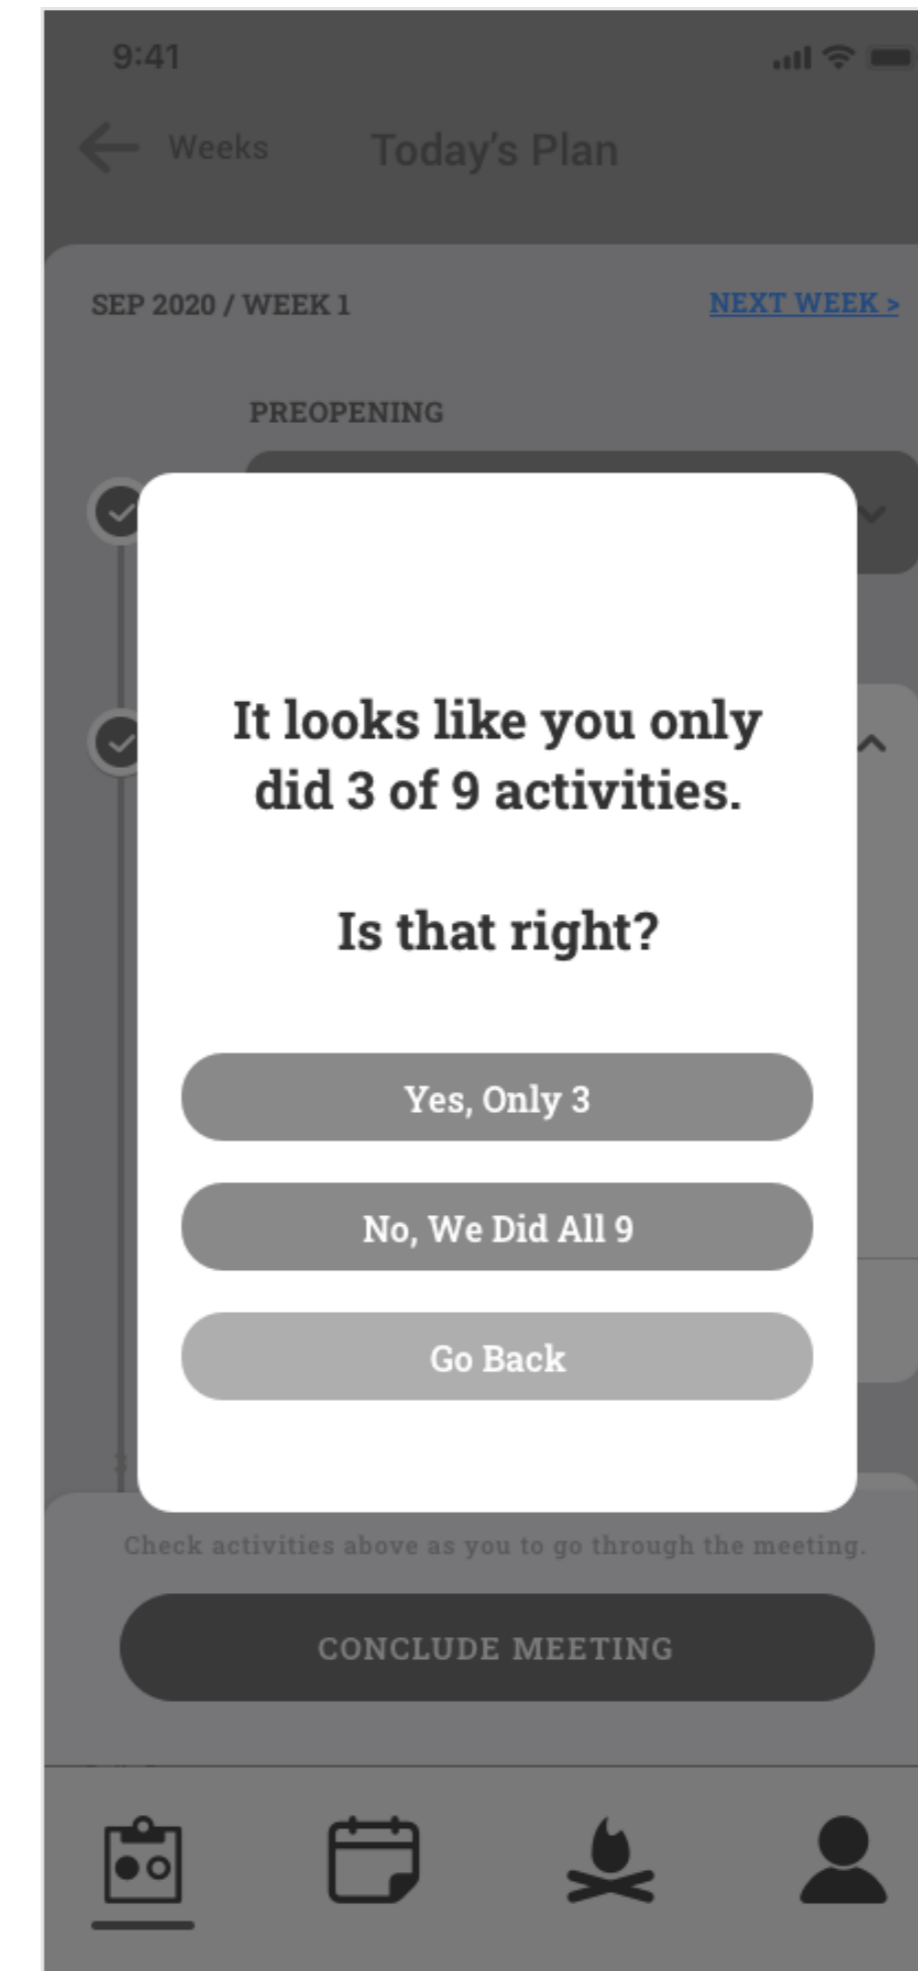 9:41
Weeks
Today's Plan
SEP 2020 / WEEK 1
NEXT WEEK >
PREOPENING
It looks like you only
did 3 of 9 activities.
Is that right?
Yes, Only 3
No, We Did All 9
Go Back
Check activities above as you to go through the meeting.
CONCLUDE MEETING